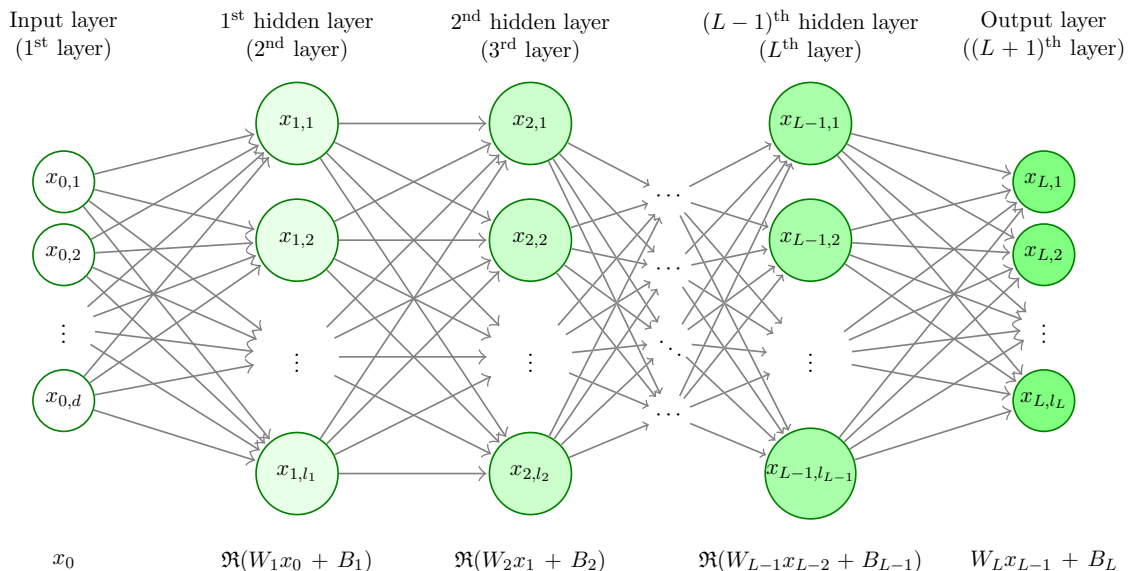 Input layer
(1st layer)
1st hidden layer
(2nd layer)
2nd hidden layer
(3rd layer)
(L − 1)th hidden layer
(Lth layer)
Output layer
((L + 1)th layer)
x0,1
x0,2
⋮
x0,d
x1,1
x1,2
⋮
x1,l1
x2,1
x2,2
⋮
x2,l2
⋯
⋯
⋱
⋯
xL−1,1
xL−1,2
⋮
xL−1,lL−1
xL,1
xL,2
⋮
xL,lL
x0
ℜ(W1x0 + B1)
ℜ(W2x1 + B2)
ℜ(WL−1xL−2 + BL−1)
WLxL−1 + BL